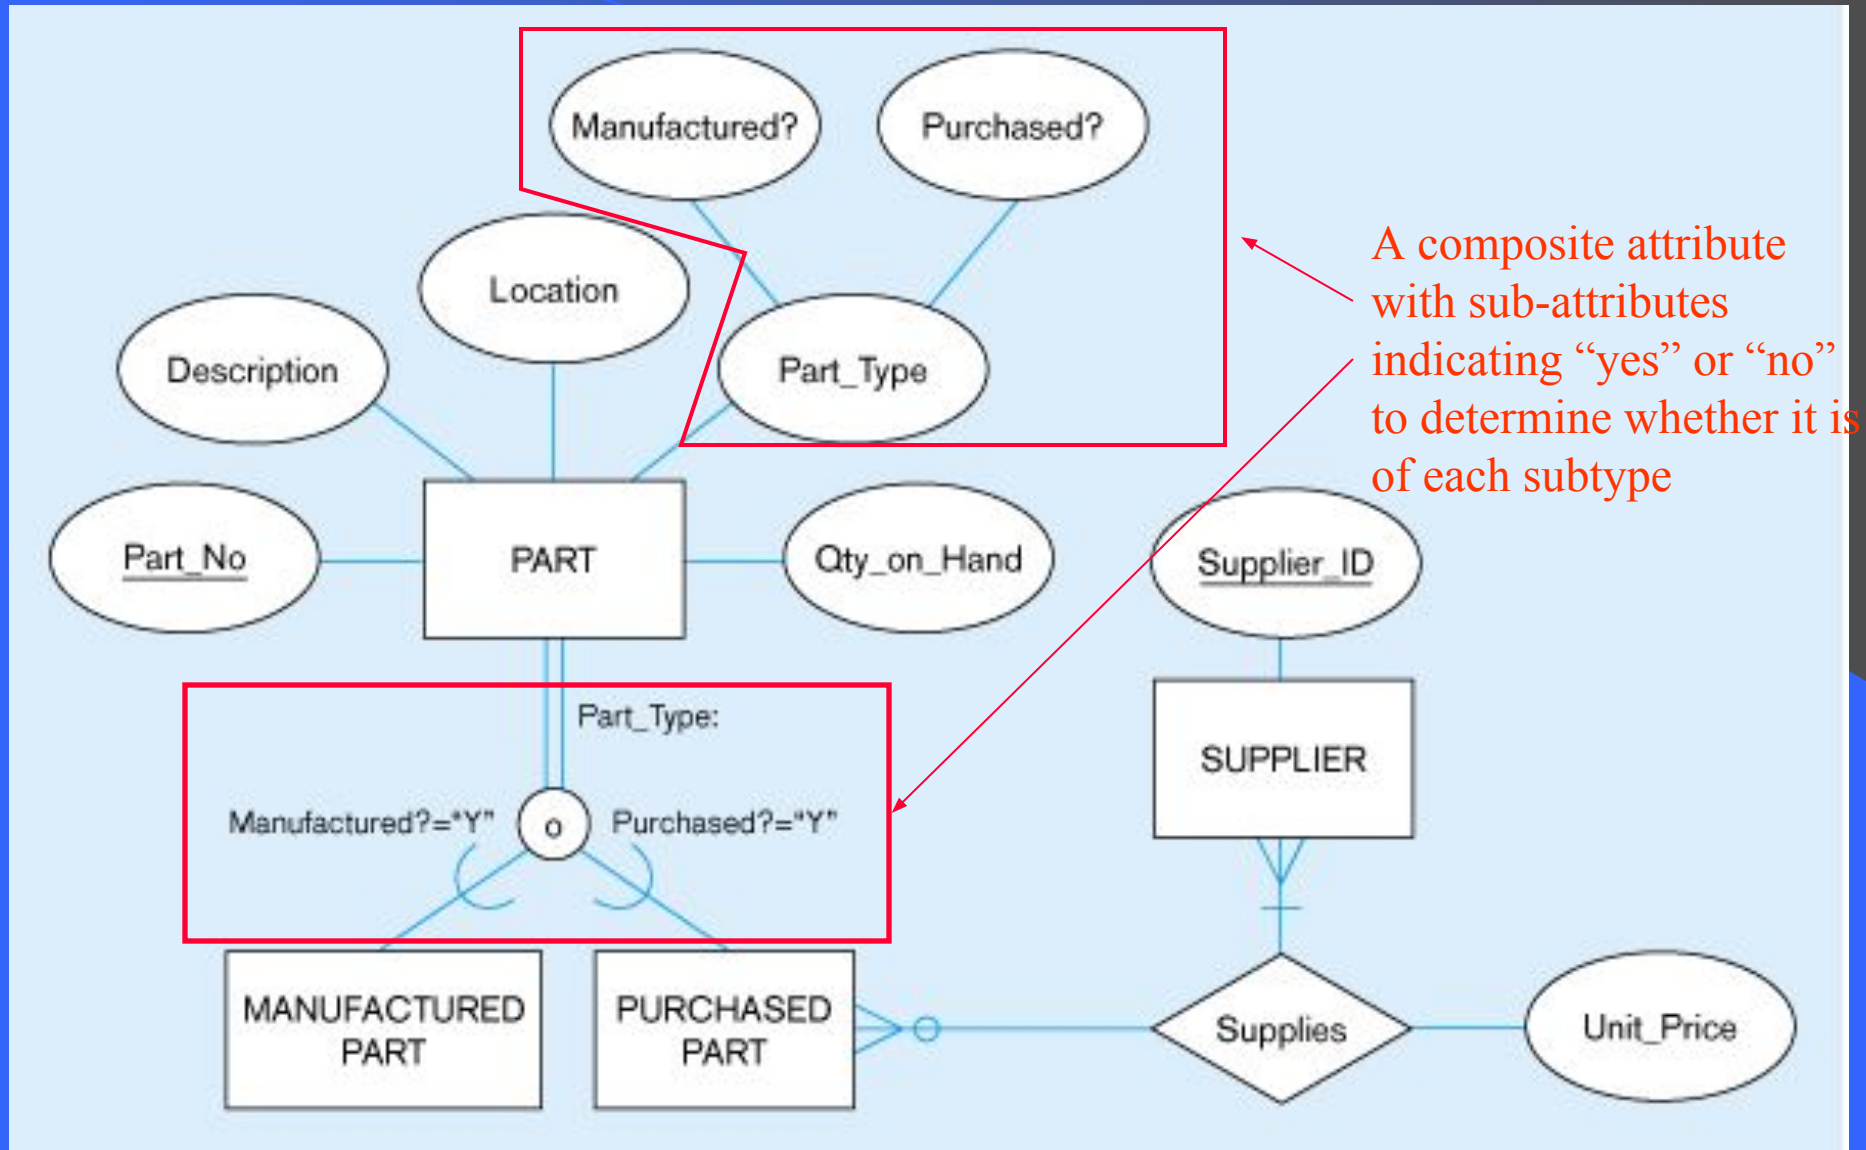 Manufactured?
Purchased?
Location
Description
Part_Type
A composite attribute
with sub-attributes
indicating “yes” or “no”
to determine whether it is
of each subtype
Part_No
PART
Qty_on_Hand
Supplier_ID
Part_Type:
SUPPLIER
Manufactured?="Y"
o
Purchased?="Y"
MANUFACTURED
PART
PURCHASED
PART
Supplies
Unit_Price